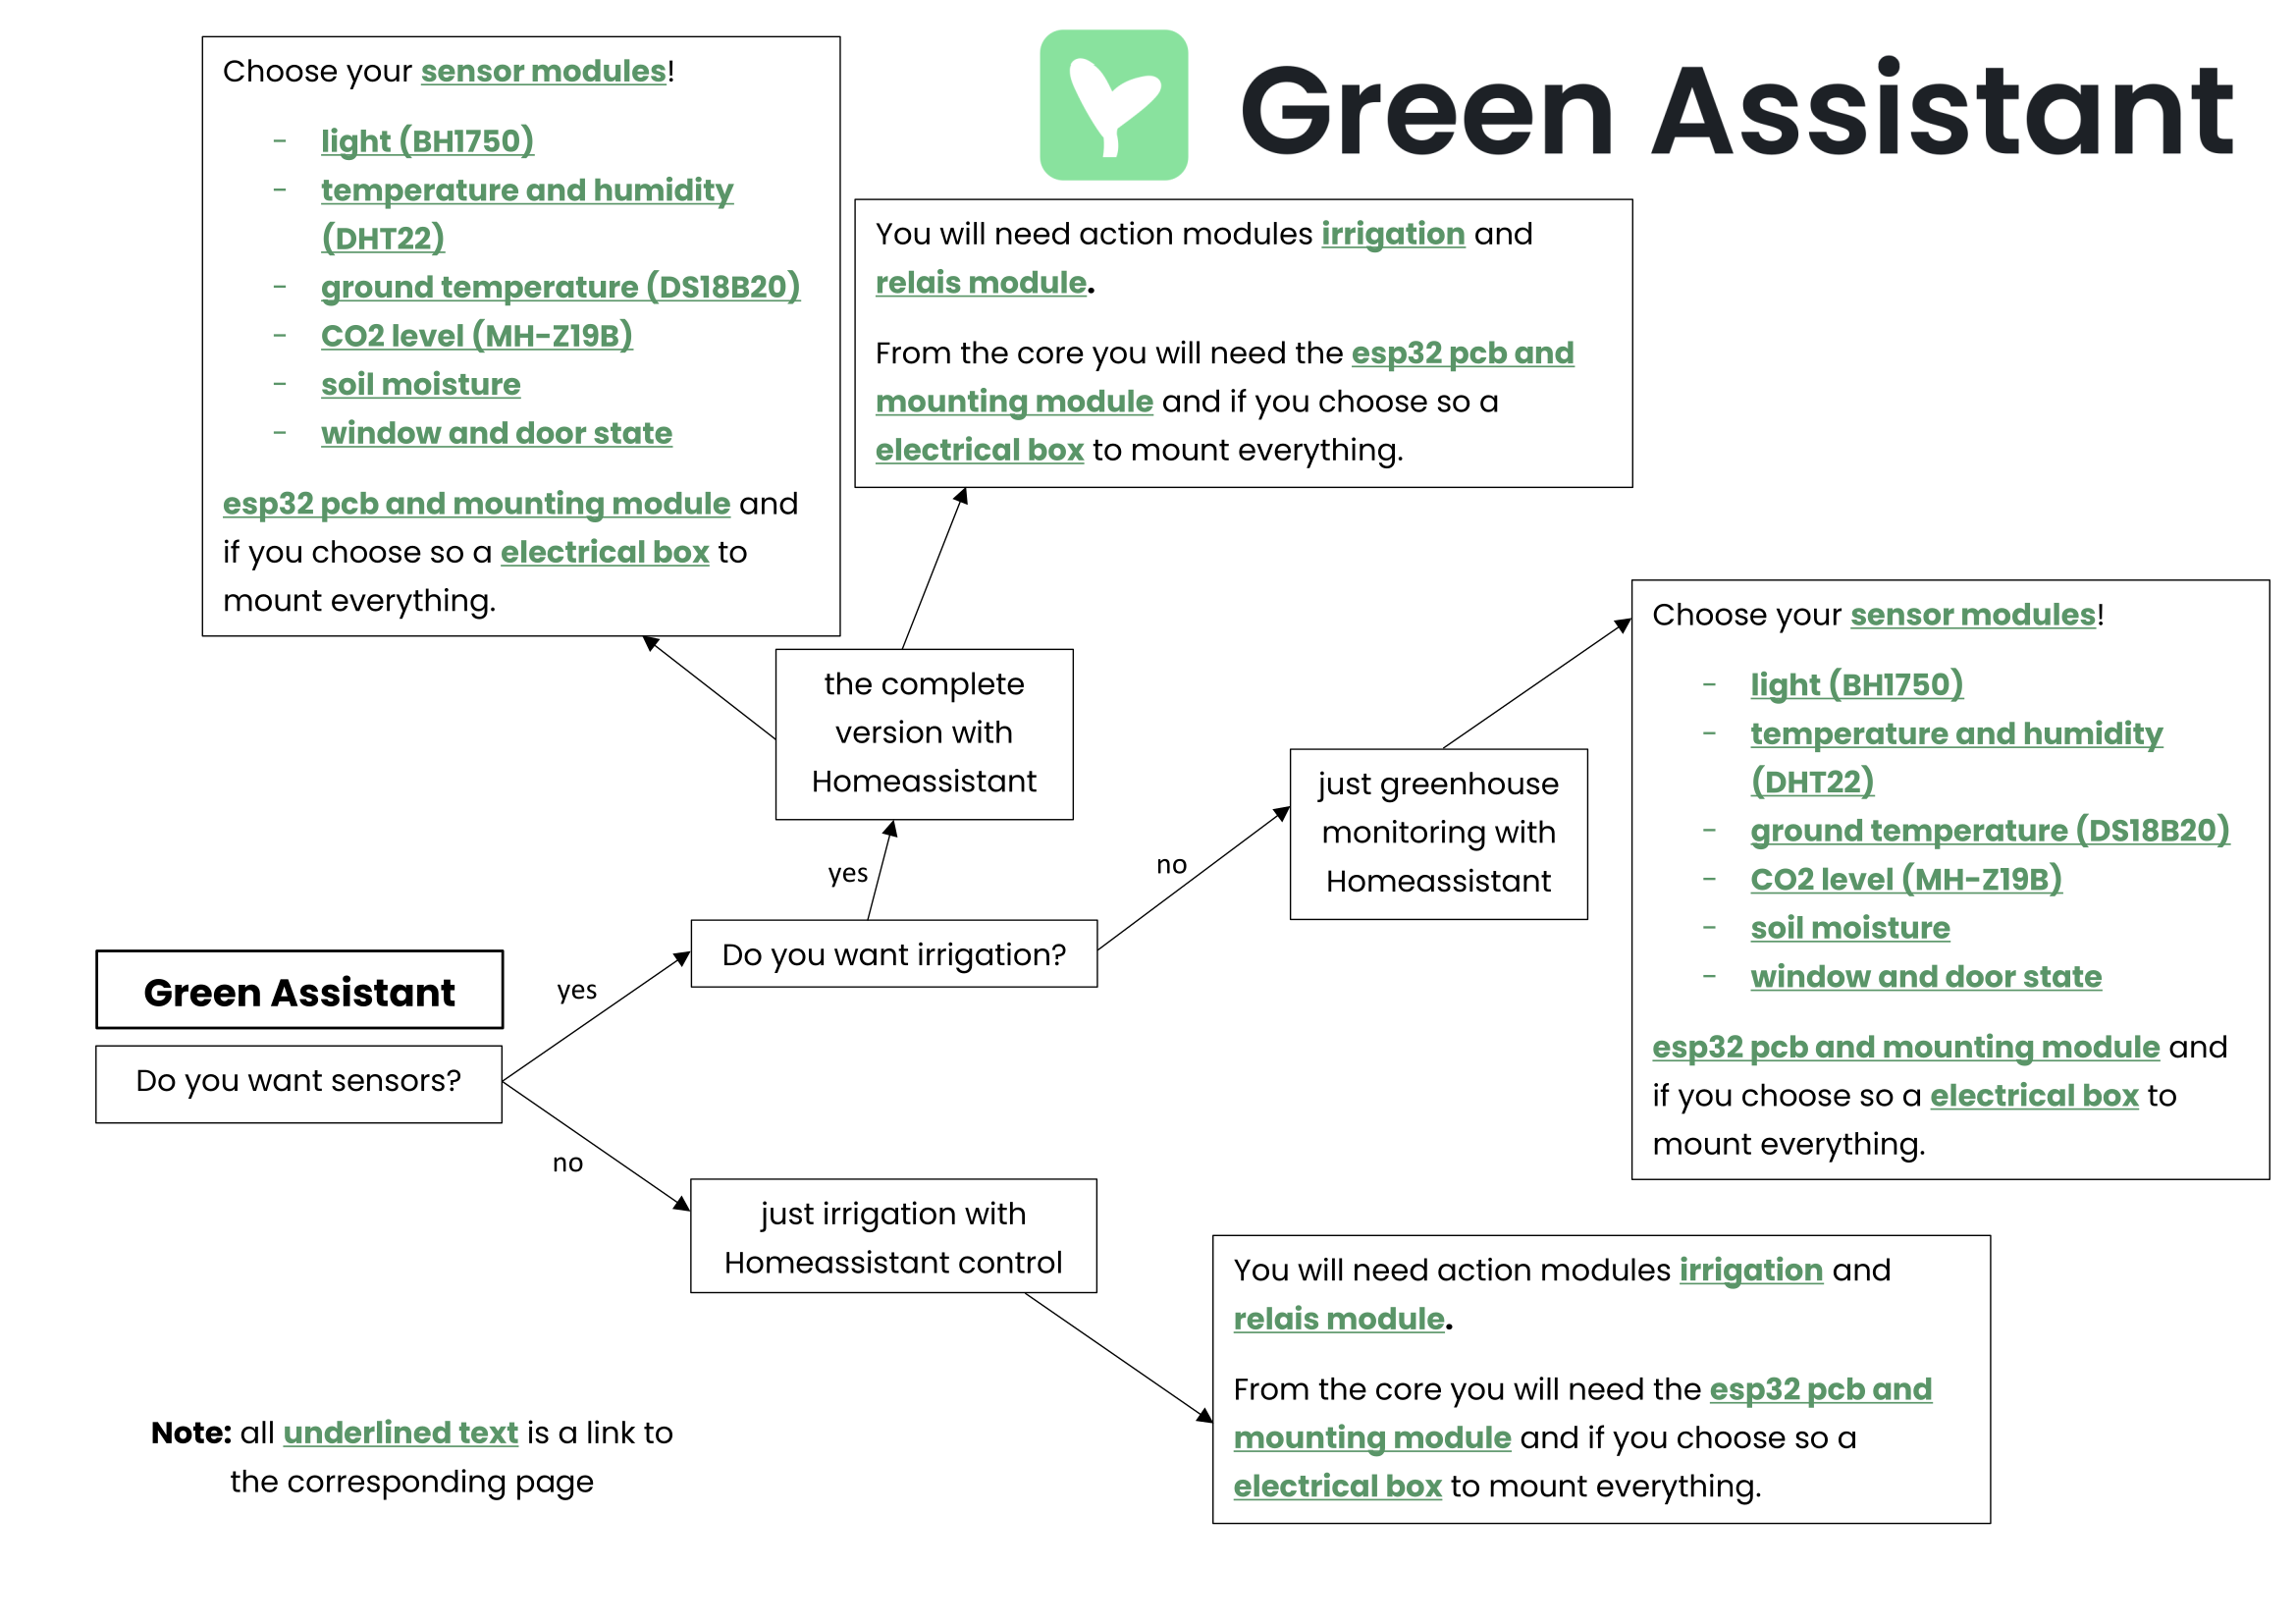 Green Assistant
Choose your sensor modules!
- light (BH1750)
- temperature and humidity
(DHT22)
- ground temperature (DS18B20)
- CO2 level (MH-Z19B)
- soil moisture
- window and door state
esp32 pcb and mounting module and
if you choose so a electrical box to
mount everything.
You will need action modules irrigation and
relais module.
From the core you will need the esp32 pcb and
mounting module and if you choose so a
electrical box to mount everything.
the complete
version with
Homeassistant
just greenhouse
monitoring with
Homeassistant
Choose your sensor modules!
- light (BH1750)
- temperature and humidity
(DHT22)
- ground temperature (DS18B20)
- CO2 level (MH-Z19B)
- soil moisture
- window and door state
esp32 pcb and mounting module and
if you choose so a electrical box to
mount everything.
yes
no
Do you want irrigation?
Green Assistant
yes
Do you want sensors?
no
just irrigation with
Homeassistant control
You will need action modules irrigation and
relais module.
From the core you will need the esp32 pcb and
mounting module and if you choose so a
electrical box to mount everything.
Note: all underlined text is a link to
the corresponding page